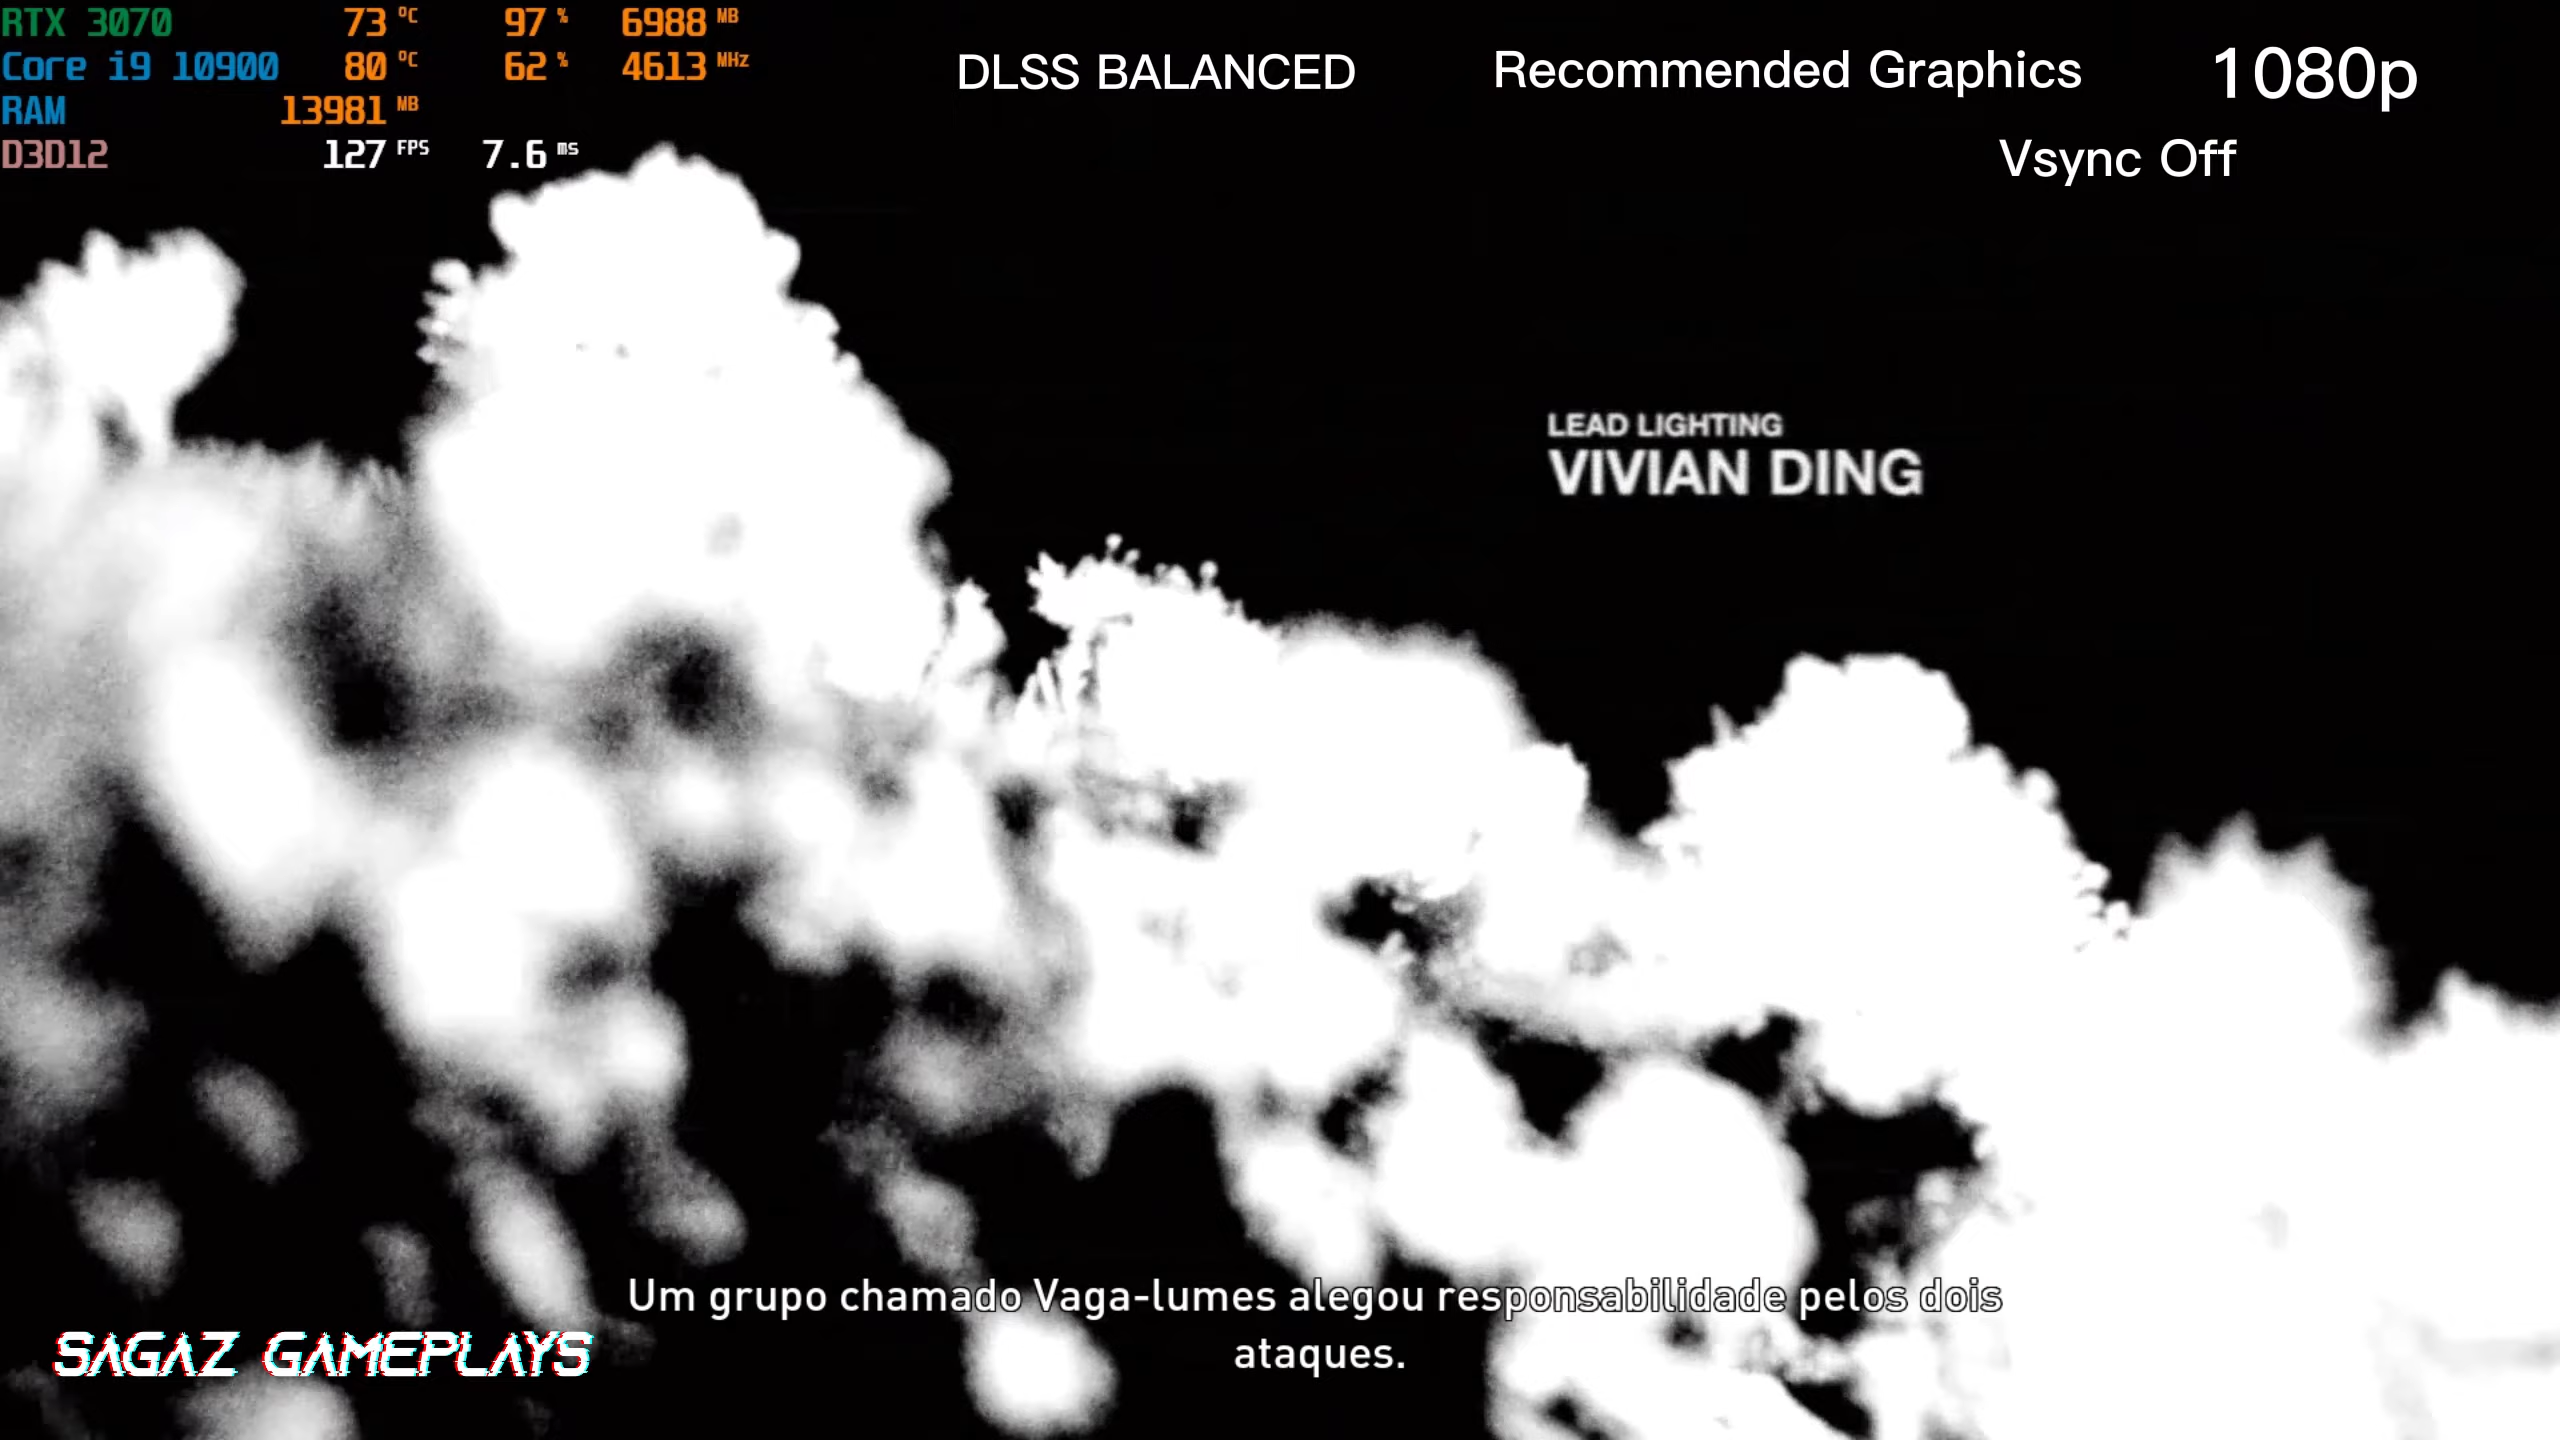 RTX 3070 73 °C 97 % 6988 MB
Core i9 10900 80 °C 62 % 4613 MHz
RAM 13981 MB
D3D12 127 FPS 7.6 ms
DLSS BALANCED
Recommended Graphics
1080p
Vsync Off
LEAD LIGHTING
VIVIAN DING
Um grupo chamado Vaga-lumes alegou responsabilidade pelos dois
ataques.
SAGAZ GAMEPLAYS